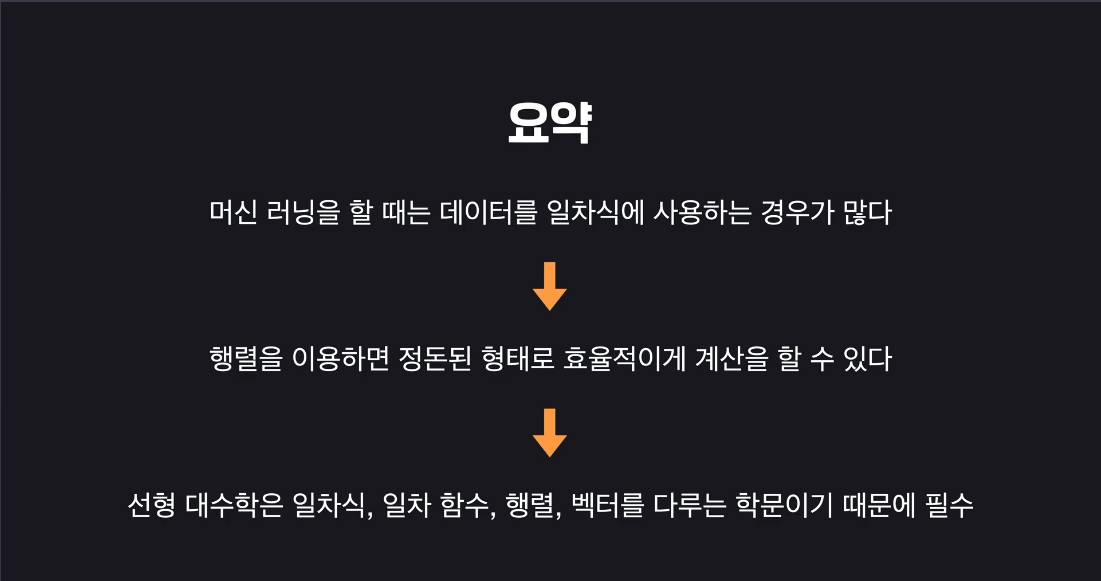 요약
머신 러닝을 할 때는 데이터를 일차식에 사용하는 경우가 많다
행렬을 이용하면 정돈된 형태로 효율적이게 계산을 할 수 있다
선형 대수학은 일차식, 일차 함수, 행렬, 벡터를 다루는 학문이기 때문에 필수